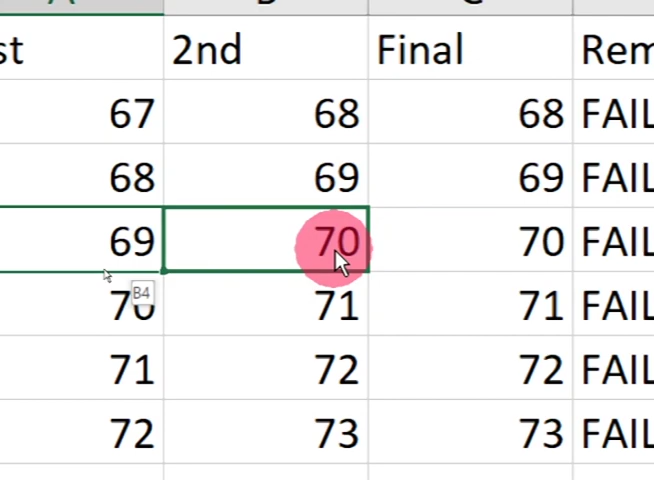 st 2nd Final Rem
67 68 68 FAIL
68 69 69 FAIL
69 70 70 FAIL
B4
70 71 71 FAIL
71 72 72 FAIL
72 73 73 FAIL